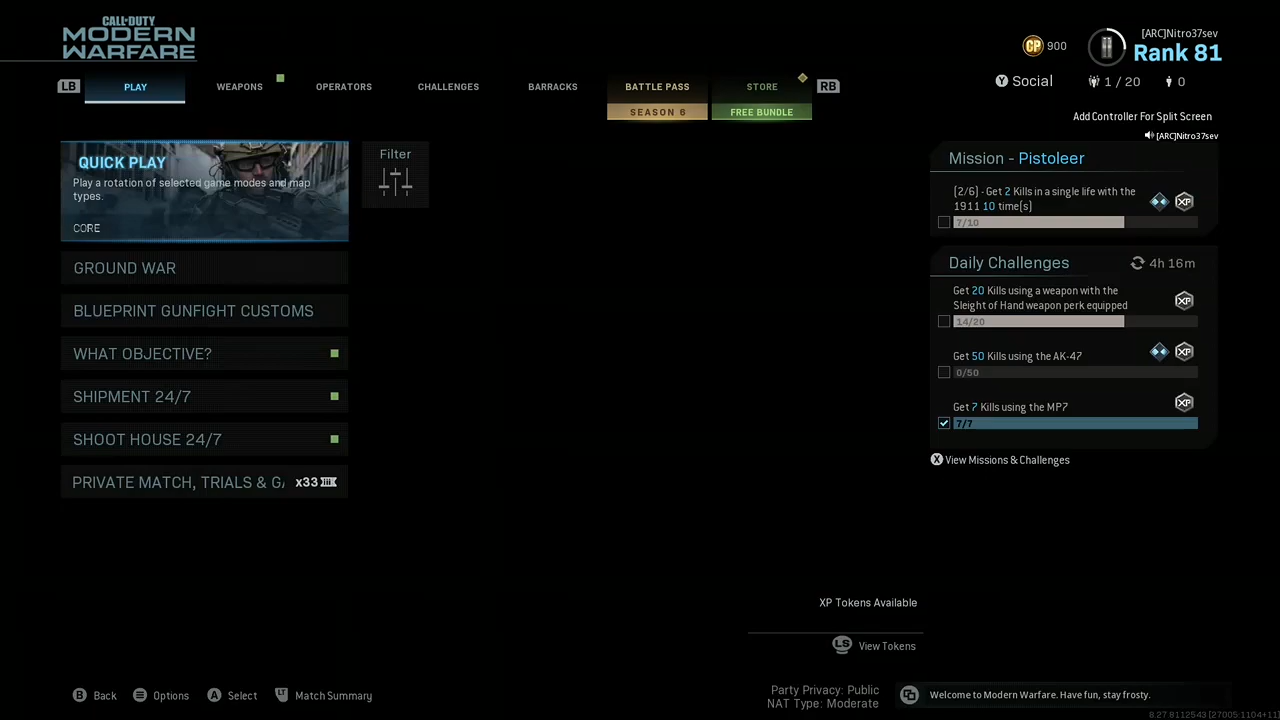 CALL OF DUTY
MODERN
WARFARE
CP 900
[ARC]Nitro37sev
Rank 81
Y Social
1 / 20
0
LB
PLAY
WEAPONS
OPERATORS
CHALLENGES
BARRACKS
BATTLE PASS
STORE
RB
SEASON 6
FREE BUNDLE
Add Controller For Split Screen
[ARC]Nitro37sev
QUICK PLAY
Play a rotation of selected game modes and map
types.
CORE
Filter
GROUND WAR
BLUEPRINT GUNFIGHT CUSTOMS
WHAT OBJECTIVE?
SHIPMENT 24/7
SHOOT HOUSE 24/7
PRIVATE MATCH, TRIALS & GA
x33
Mission - Pistoleer
(2/6) - Get 2 Kills in a single life with the
1911 10 time(s)
XP
7/10
Daily Challenges
4h 16m
Get 20 Kills using a weapon with the
Sleight of Hand weapon perk equipped
XP
14/20
Get 50 Kills using the AK-47
XP
0/50
Get 7 Kills using the MP7
XP
7/7
X View Missions & Challenges
XP Tokens Available
LS View Tokens
B Back
Options
A Select
LT Match Summary
Party Privacy: Public
NAT Type: Moderate
Welcome to Modern Warfare. Have fun, stay frosty.